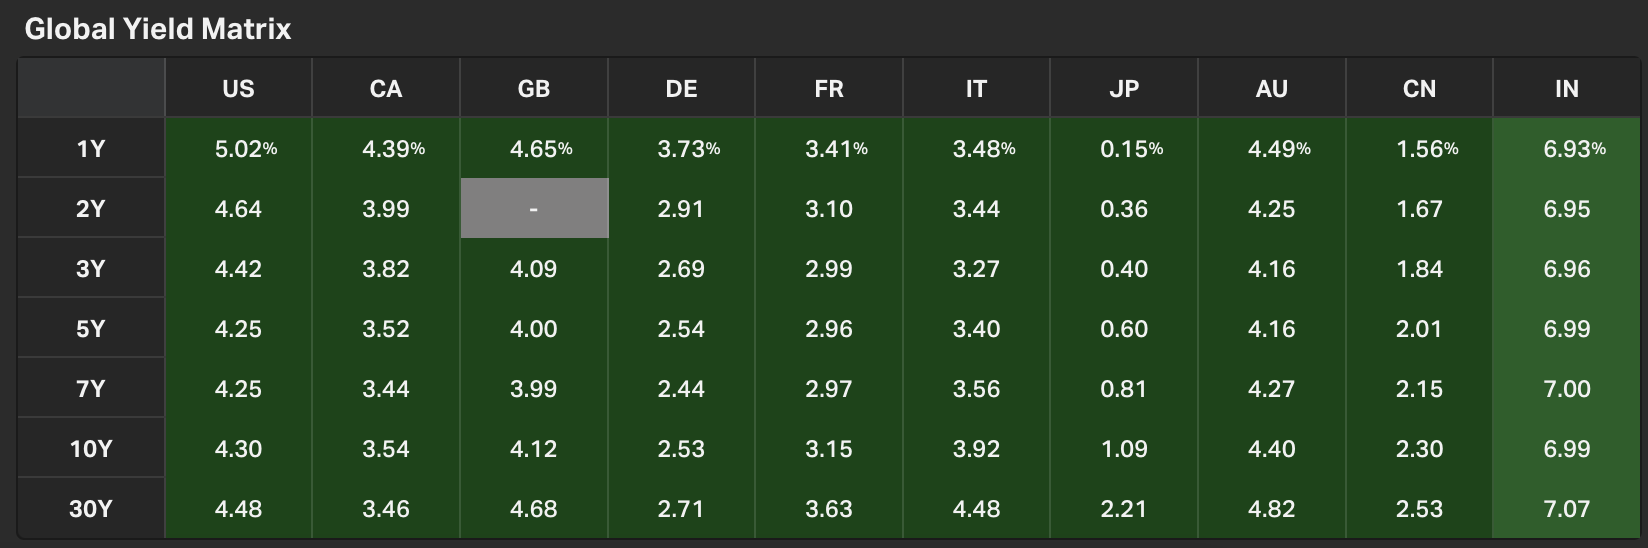 Global Yield Matrix
US CA GB DE FR IT JP AU CN IN
1Y 5.02% 4.39% 4.65% 3.73% 3.41% 3.48% 0.15% 4.49% 1.56% 6.93%
2Y 4.64 3.99 - 2.91 3.10 3.44 0.36 4.25 1.67 6.95
3Y 4.42 3.82 4.09 2.69 2.99 3.27 0.40 4.16 1.84 6.96
5Y 4.25 3.52 4.00 2.54 2.96 3.40 0.60 4.16 2.01 6.99
7Y 4.25 3.44 3.99 2.44 2.97 3.56 0.81 4.27 2.15 7.00
10Y 4.30 3.54 4.12 2.53 3.15 3.92 1.09 4.40 2.30 6.99
30Y 4.48 3.46 4.68 2.71 3.63 4.48 2.21 4.82 2.53 7.07